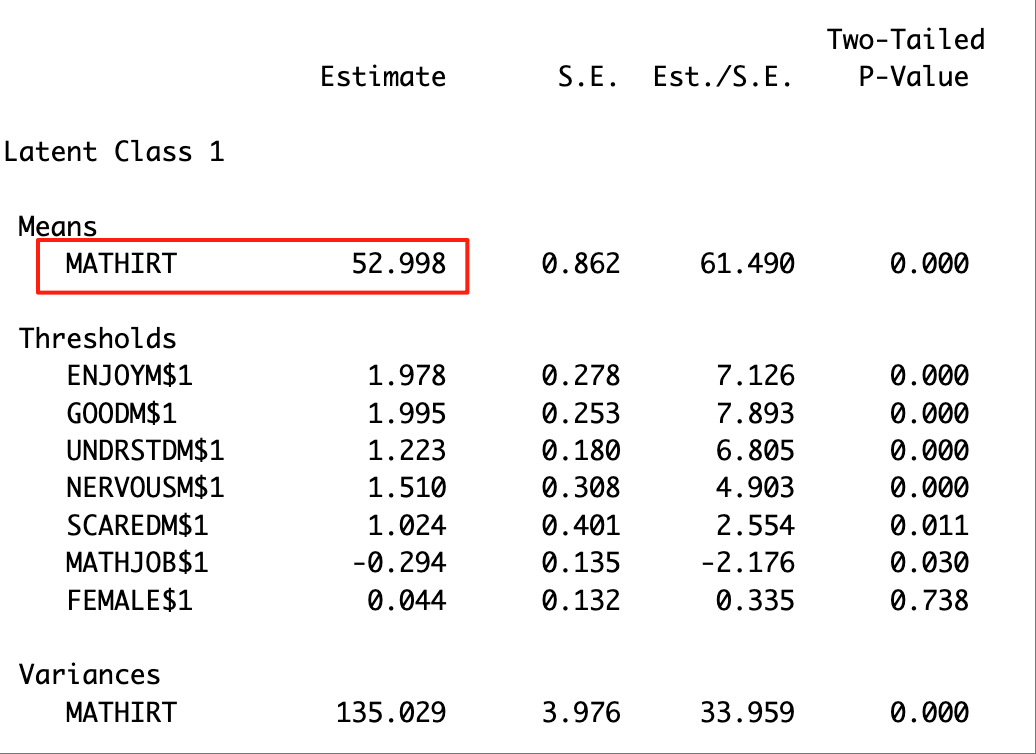 Two-Tailed
Estimate S.E. Est./S.E. P-Value
Latent Class 1
Means
MATHIRT 52.998 0.862 61.490 0.000
Thresholds
ENJOYM$1 1.978 0.278 7.126 0.000
GOODM$1 1.995 0.253 7.893 0.000
UNDRSTDM$1 1.223 0.180 6.805 0.000
NERVOUSM$1 1.510 0.308 4.903 0.000
SCAREDM$1 1.024 0.401 2.554 0.011
MATHJOB$1 -0.294 0.135 -2.176 0.030
FEMALE$1 0.044 0.132 0.335 0.738
Variances
MATHIRT 135.029 3.976 33.959 0.000